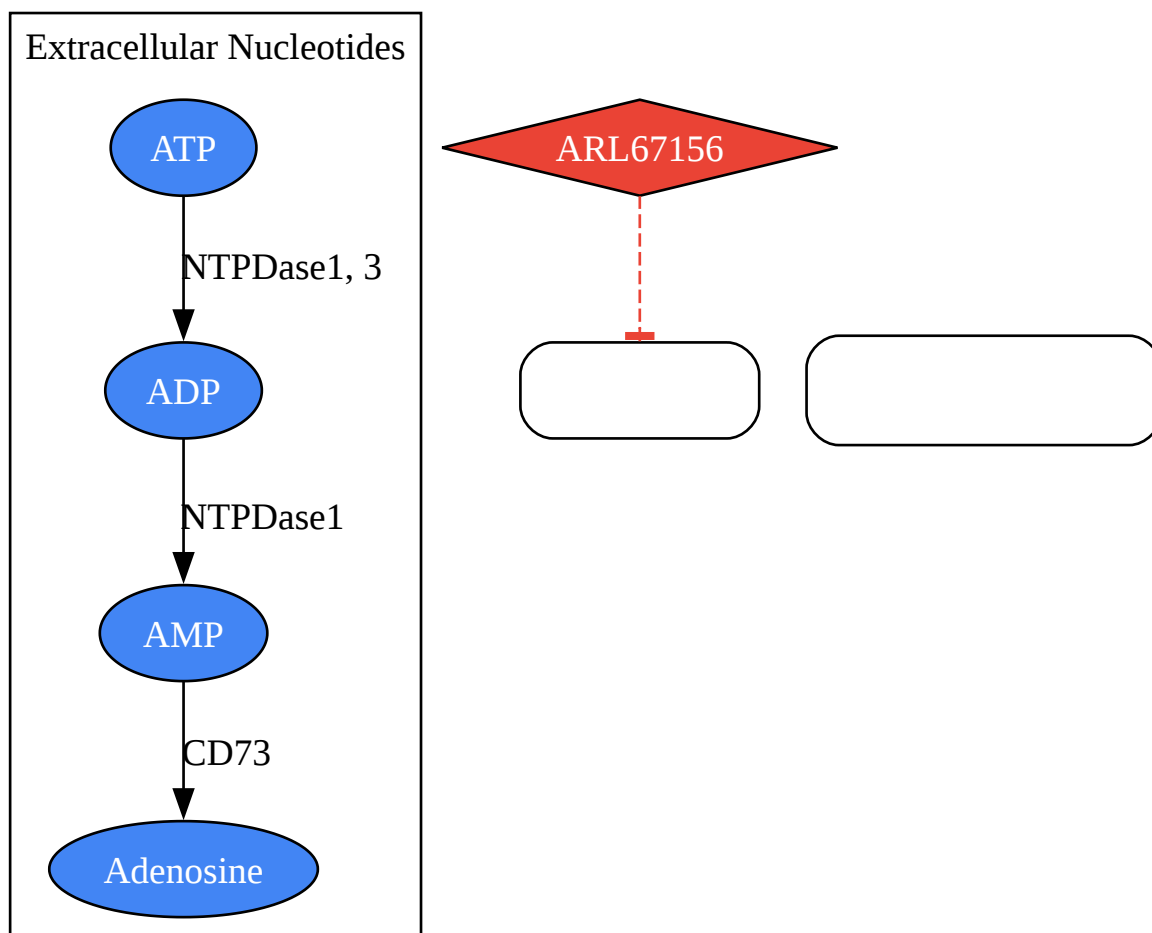 Extracellular Nucleotides
ATP
ARL67156
NTPDase1, 3
ADP
NTPDase1
AMP
CD73
Adenosine